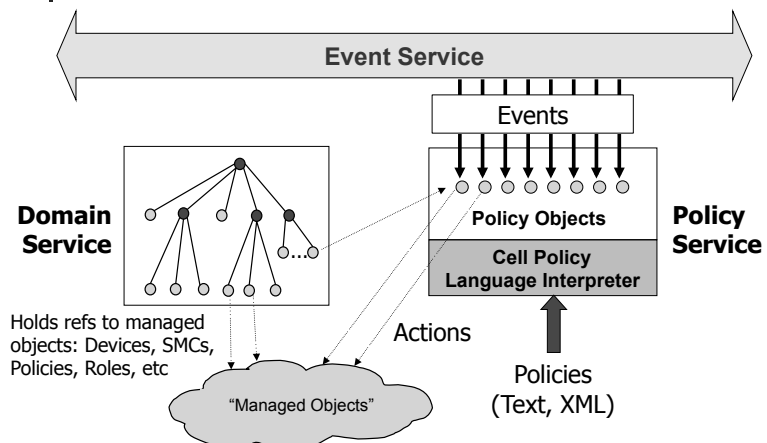 Event Service
Events
Domain
Service
...
Policy Objects
Policy
Service
Cell Policy
Language Interpreter
Holds refs to managed
objects: Devices, SMCs,
Policies, Roles, etc
Actions
"Managed Objects"
Policies
(Text, XML)